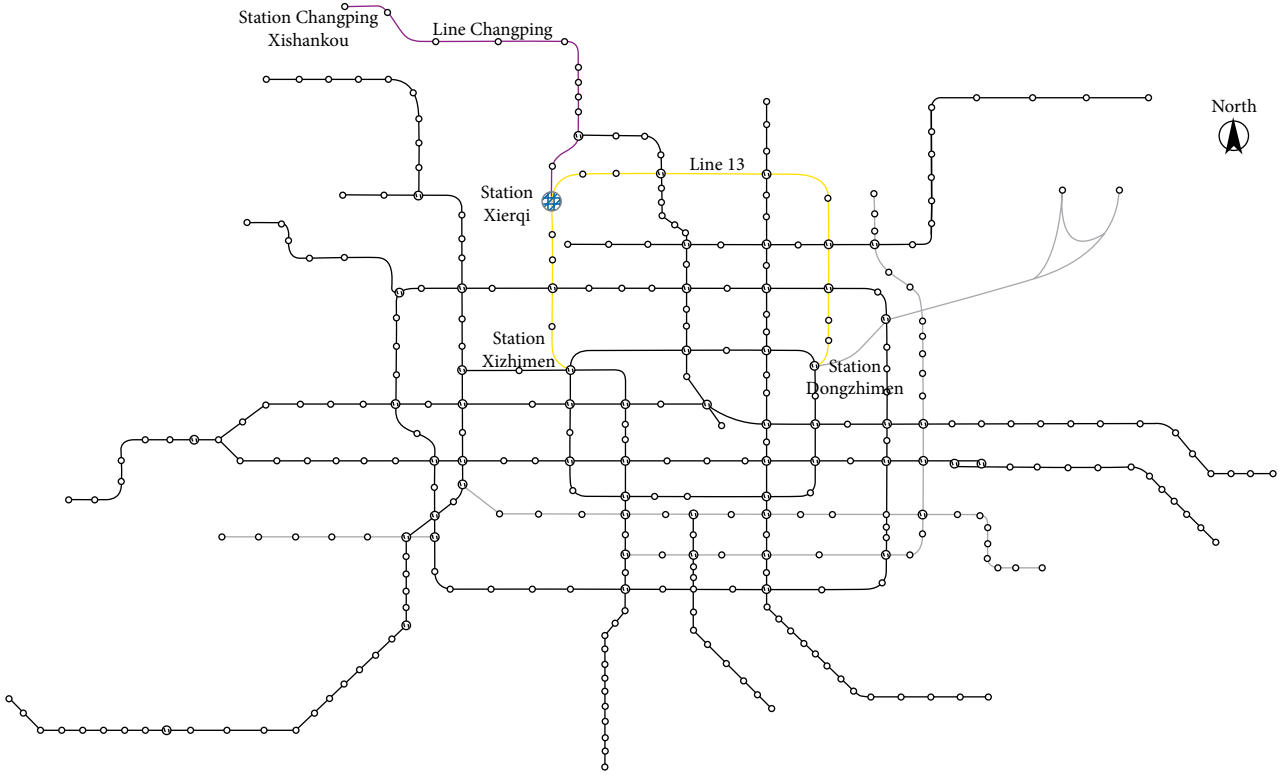 Station Changping
Xishankou
Line Changping
North
Line 13
Station
Xierqi
Station
Xizhimen
Station
Dongzhimen